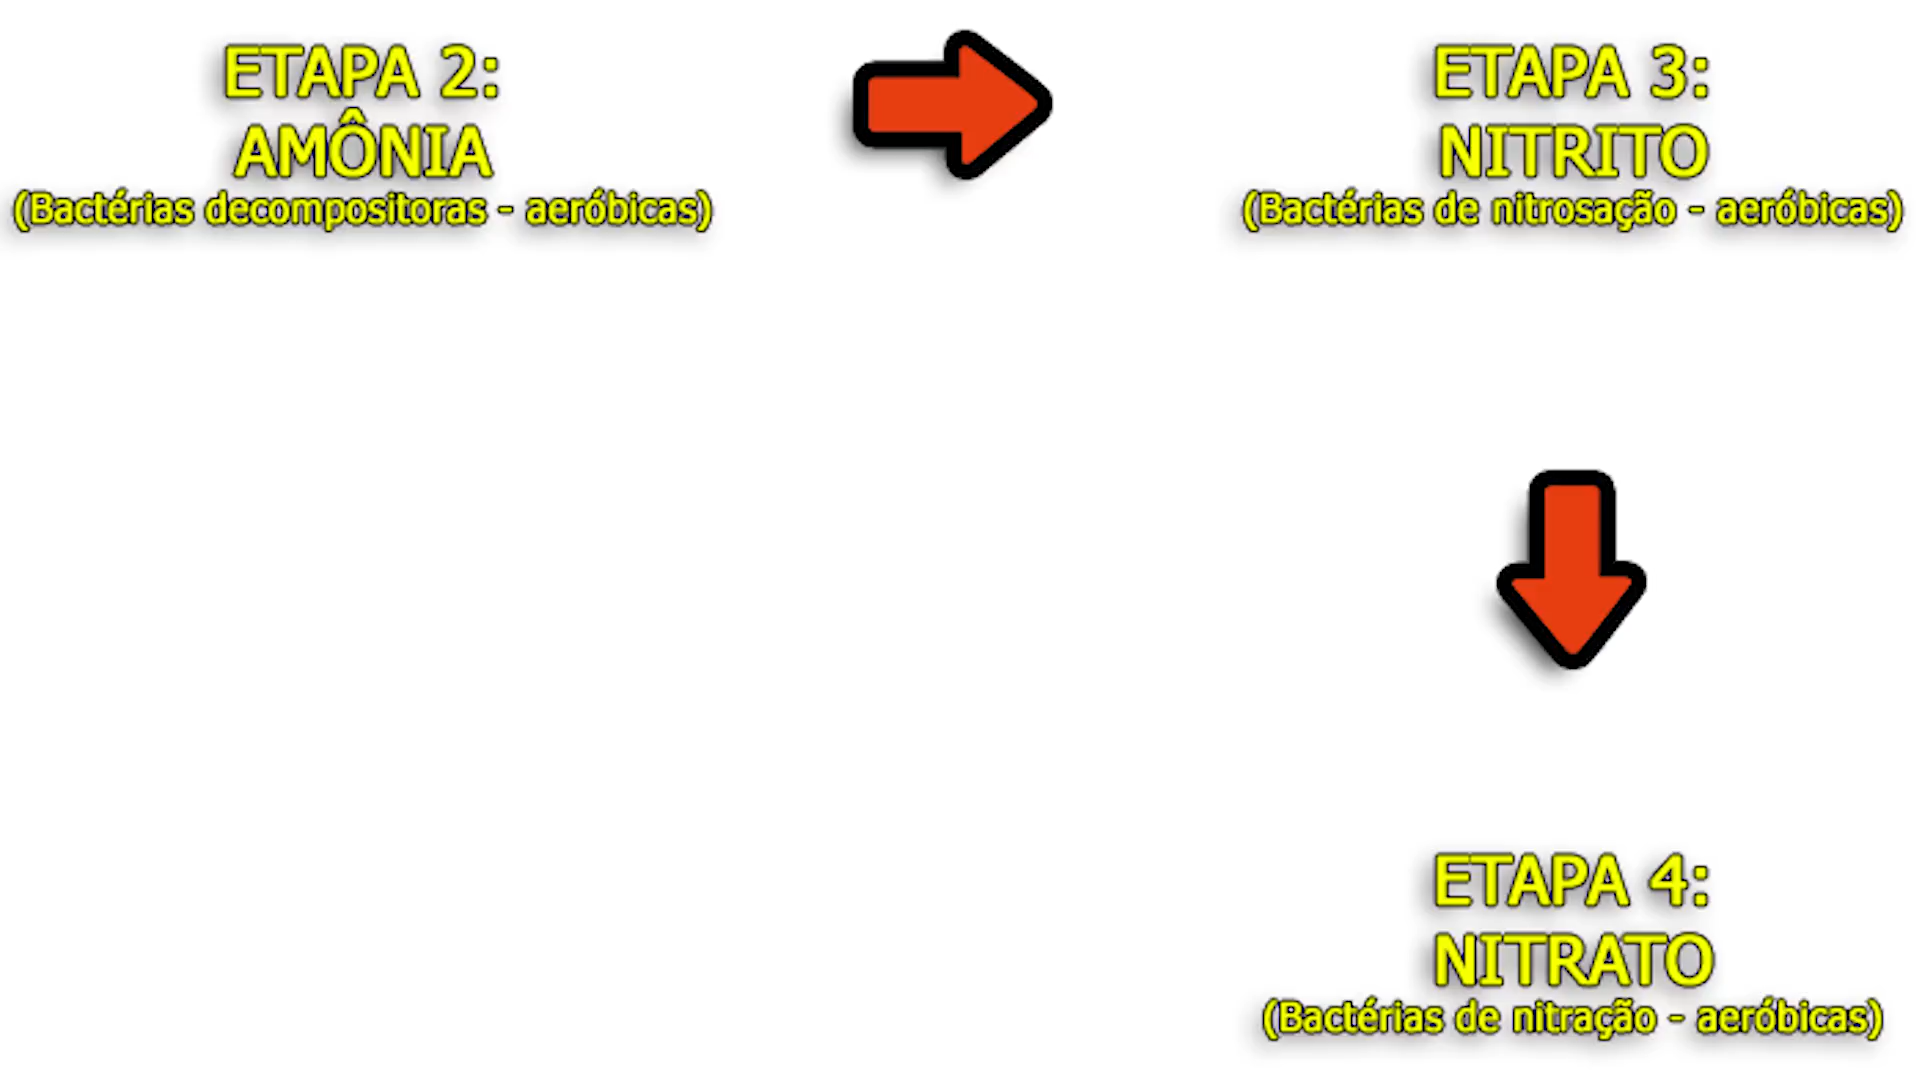 ETAPA 2:
AMÔNIA
(Bactérias decompositoras - aeróbicas)
ETAPA 3:
NITRITO
(Bactérias de nitrosação - aeróbicas)
ETAPA 4:
NITRATO
(Bactérias de nitração - aeróbicas)